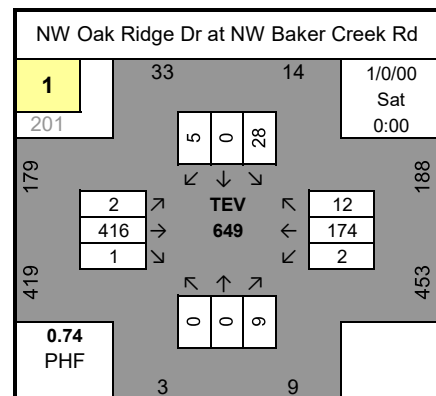 NW Oak Ridge Dr at NW Baker Creek Rd
1
201
33
14
1/0/00
Sat
0:00
5 0 28
↙ ↓ ↘
179
188
2 ↗
416 →
1 ↘
TEV
649
↖ 12
← 174
↙ 2
419
453
↖ ↑ ↗
0 0 9
0.74
PHF
3
9